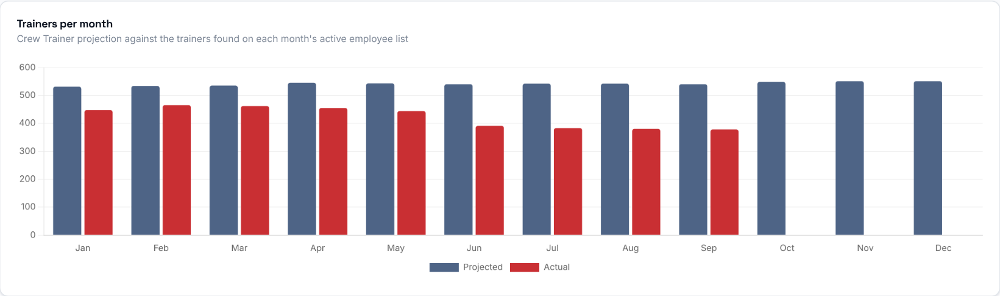 Trainers per month
Crew Trainer projection against the trainers found on each month's active employee list
600
500
400
300
200
100
0
Jan Feb Mar Apr May Jun Jul Aug Sep Oct Nov Dec
Projected Actual